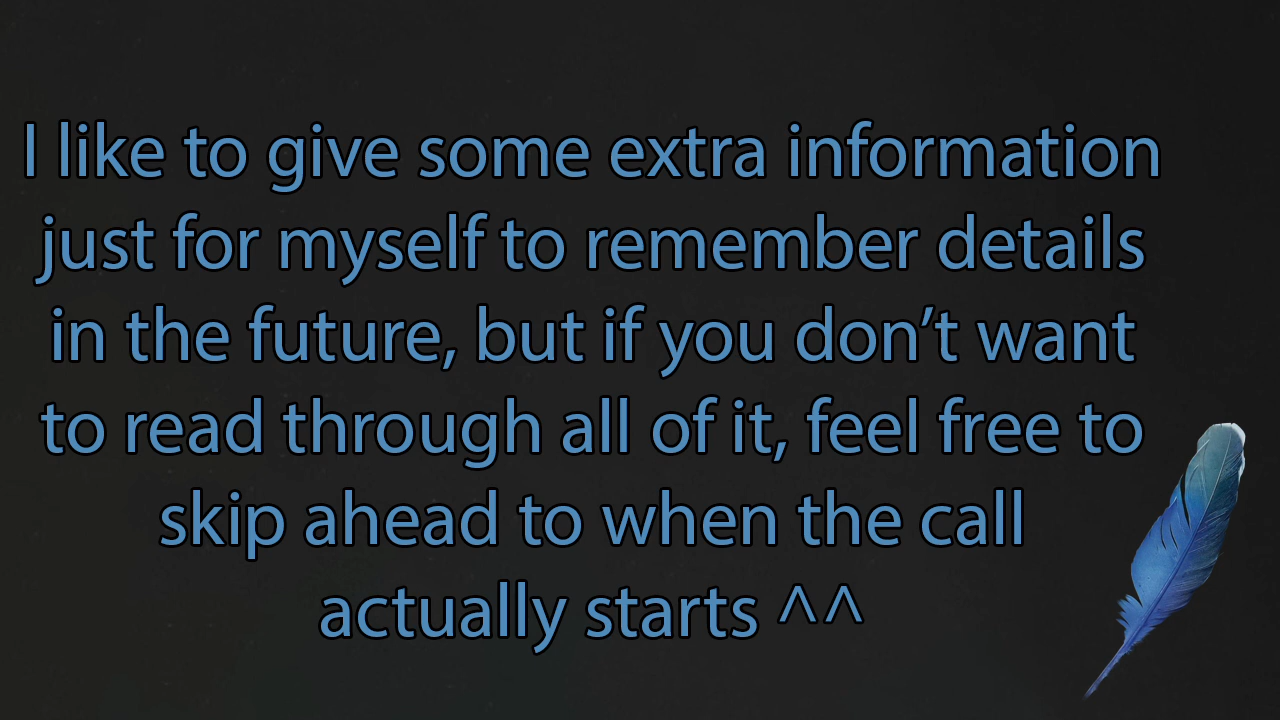 I like to give some extra information
just for myself to remember details
in the future, but if you don’t want
to read through all of it, feel free to
skip ahead to when the call
actually starts ^^